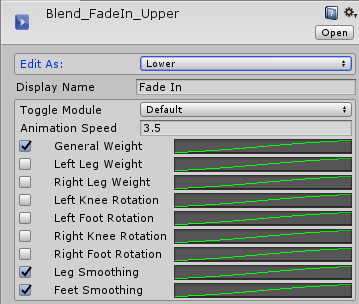 Blend_FadeIn_Upper
Open
Edit As: Lower
Display Name Fade In
Toggle Module Default
Animation Speed 3.5
General Weight
Left Leg Weight
Right Leg Weight
Left Knee Rotation
Left Foot Rotation
Right Knee Rotation
Right Foot Rotation
Leg Smoothing
Feet Smoothing